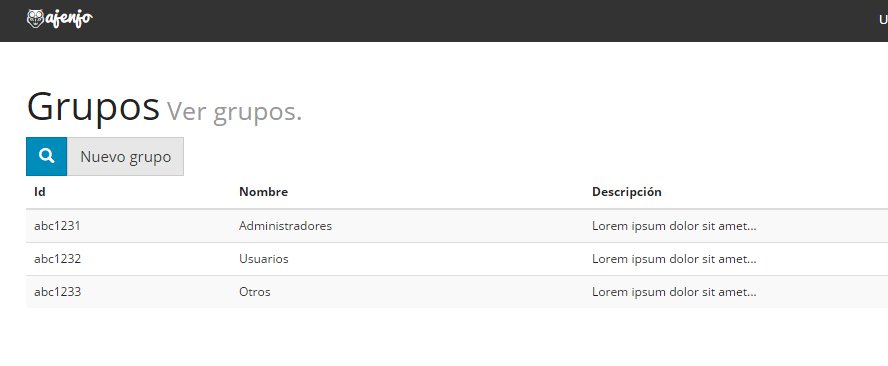 ajenjo
U
Grupos Ver grupos.
Nuevo grupo
Id Nombre Descripción
abc1231 Administradores Lorem ipsum dolor sit amet...
abc1232 Usuarios Lorem ipsum dolor sit amet...
abc1233 Otros Lorem ipsum dolor sit amet...